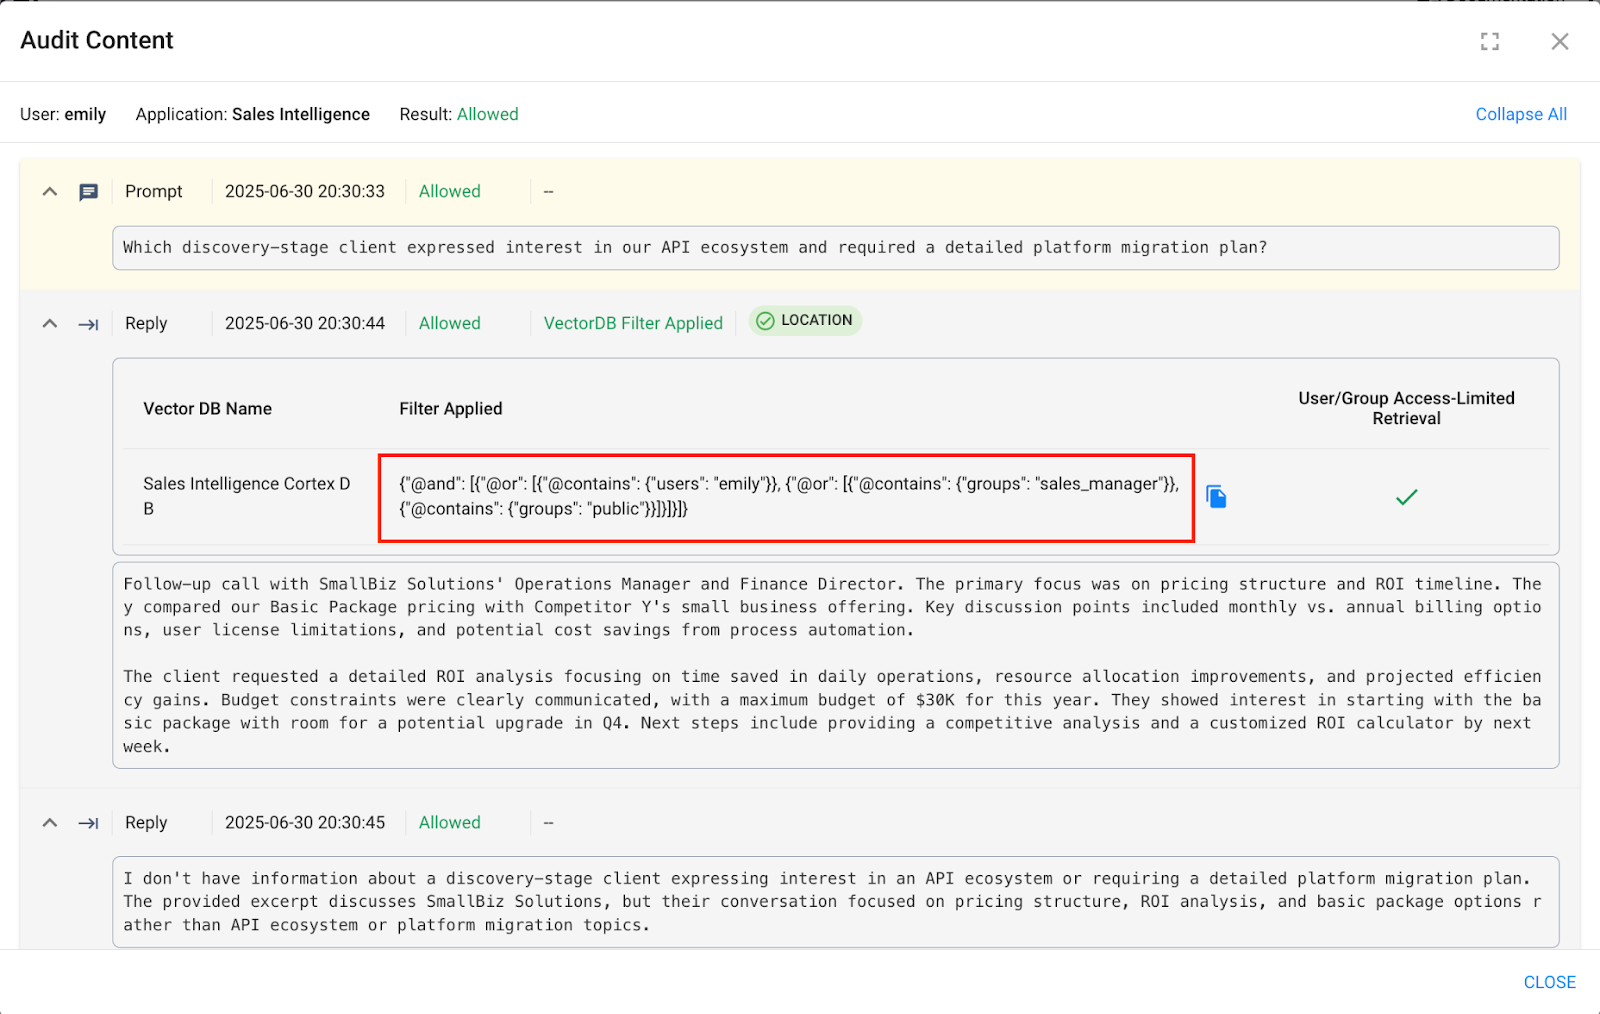 Audit Content
User: emily Application: Sales Intelligence Result: Allowed Collapse All
Prompt 2025-06-30 20:30:33 Allowed --
Which discovery-stage client expressed interest in our API ecosystem and required a detailed platform migration plan?
Reply 2025-06-30 20:30:44 Allowed VectorDB Filter Applied LOCATION
Vector DB Name Filter Applied User/Group Access-Limited
Retrieval
Sales Intelligence Cortex D {"@and": [{"@or": [{"@contains": {"users": "emily"}}, {"@or": [{"@contains": {"groups": "sales_manager"}},
B {"@contains": {"groups": "public"}}]}]}]}
Follow-up call with SmallBiz Solutions' Operations Manager and Finance Director. The primary focus was on pricing structure and ROI timeline. The
y compared our Basic Package pricing with Competitor Y's small business offering. Key discussion points included monthly vs. annual billing optio
ns, user license limitations, and potential cost savings from process automation.
The client requested a detailed ROI analysis focusing on time saved in daily operations, resource allocation improvements, and projected efficien
cy gains. Budget constraints were clearly communicated, with a maximum budget of $30K for this year. They showed interest in starting with the ba
sic package with room for a potential upgrade in Q4. Next steps include providing a competitive analysis and a customized ROI calculator by next
week.
Reply 2025-06-30 20:30:45 Allowed --
I don't have information about a discovery-stage client expressing interest in an API ecosystem or requiring a detailed platform migration plan.
The provided excerpt discusses SmallBiz Solutions, but their conversation focused on pricing structure, ROI analysis, and basic package options r
ather than API ecosystem or platform migration topics.
CLOSE